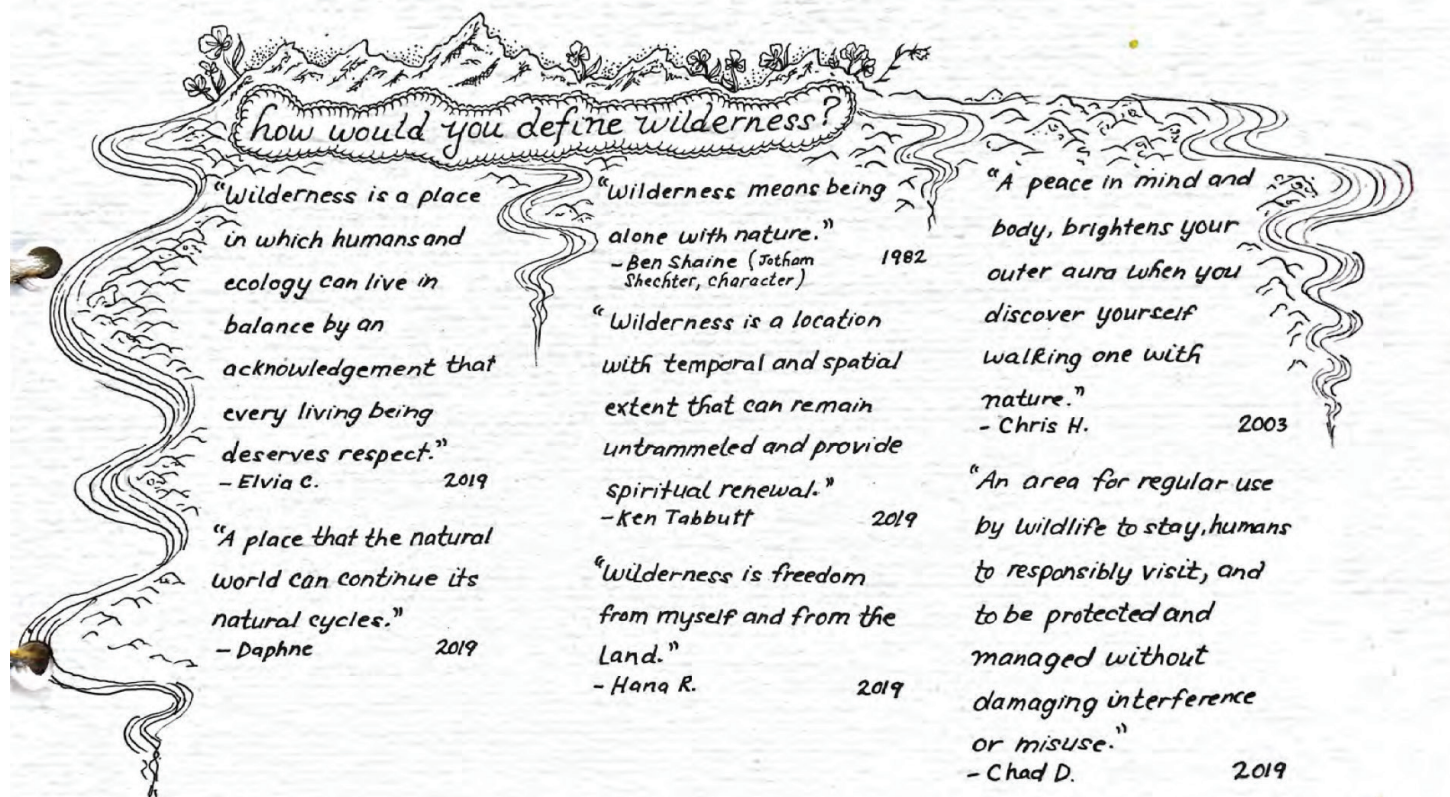 how would you define wilderness?
"Wilderness is a place
in which humans and
ecology can live in
balance by an
acknowledgement that
every living being
deserves respect."
- Elvia C. 2019
"A place that the natural
world can continue its
natural cycles."
- Daphne 2019
"Wilderness means being
alone with nature."
- Ben Shaine (Jotham 1982
Shechter, character)
"Wilderness is a location
with temporal and spatial
extent that can remain
untrammeled and provide
spiritual renewal."
- Ken Tabbutt 2019
"Wilderness is freedom
from myself and from the
Land."
- Hana R. 2019
"A peace in mind and
body, brightens your
outer aura when you
discover yourself
walking one with
nature."
- Chris H. 2003
"An area for regular use
by wildlife to stay, humans
to responsibly visit, and
to be protected and
managed without
damaging interference
or misuse."
- Chad D. 2019